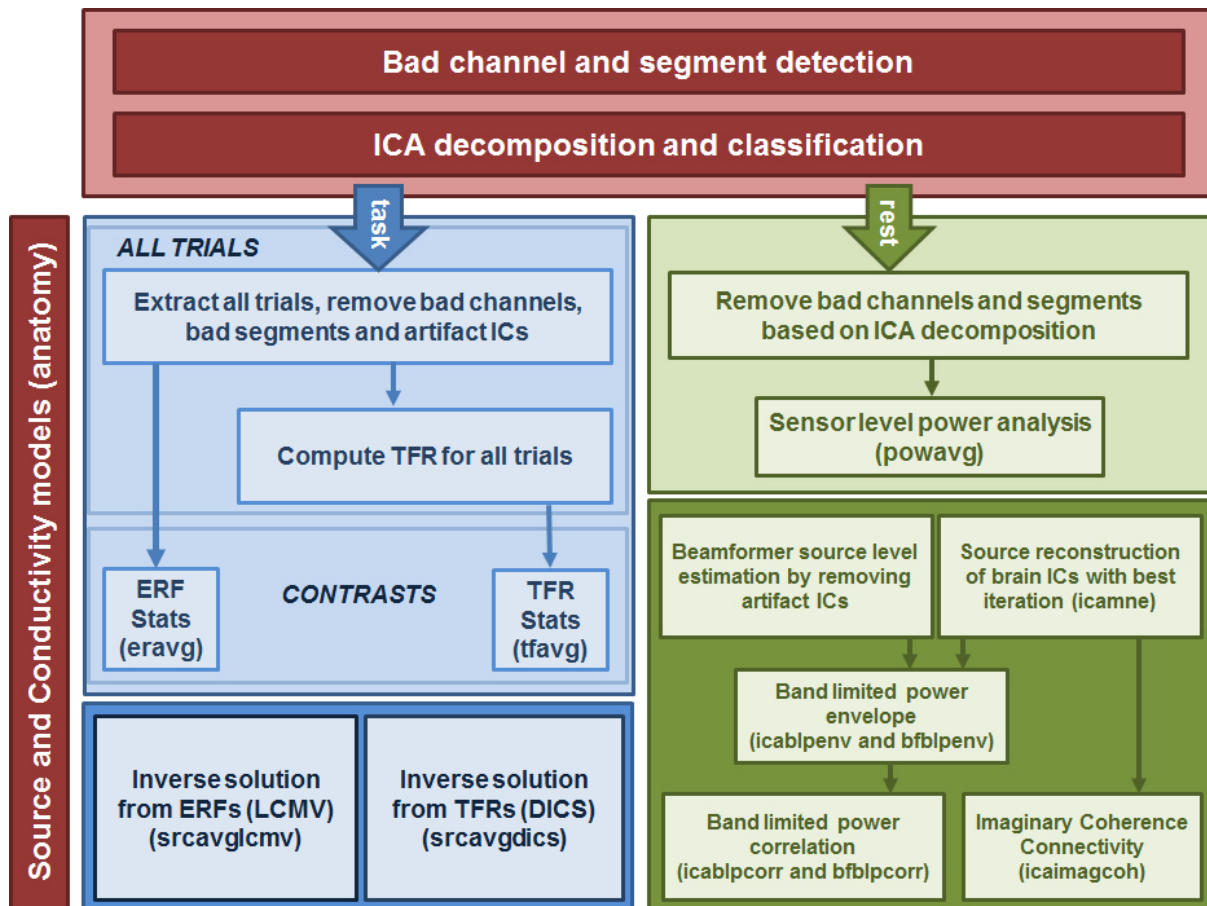 Bad channel and segment detection
ICA decomposition and classification
Source and Conductivity models (anatomy)
task
ALL TRIALS
Extract all trials, remove bad channels,
bad segments and artifact ICs
Compute TFR for all trials
ERF
Stats
(eravg)
CONTRASTS
TFR
Stats
(tfavg)
Inverse solution
from ERFs (LCMV)
(srcavglcmv)
Inverse solution
from TFRs (DICS)
(srcavgdics)
rest
Remove bad channels and segments
based on ICA decomposition
Sensor level power analysis
(powavg)
Beamformer source level
estimation by removing
artifact ICs
Source reconstruction
of brain ICs with best
iteration (icamne)
Band limited power
envelope
(icablpenv and bfblpenv)
Band limited power
correlation
(icablpcorr and bfblpcorr)
Imaginary Coherence
Connectivity
(icaimagcoh)